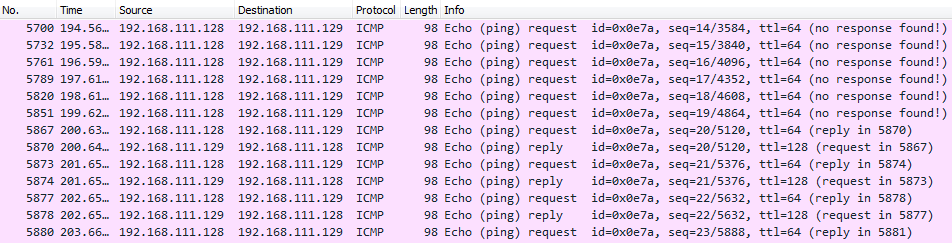 No. Time Source Destination Protocol Length Info
5700 194.56… 192.168.111.128 192.168.111.129 ICMP 98 Echo (ping) request id=0x0e7a, seq=14/3584, ttl=64 (no response found!)
5732 195.58… 192.168.111.128 192.168.111.129 ICMP 98 Echo (ping) request id=0x0e7a, seq=15/3840, ttl=64 (no response found!)
5761 196.59… 192.168.111.128 192.168.111.129 ICMP 98 Echo (ping) request id=0x0e7a, seq=16/4096, ttl=64 (no response found!)
5789 197.61… 192.168.111.128 192.168.111.129 ICMP 98 Echo (ping) request id=0x0e7a, seq=17/4352, ttl=64 (no response found!)
5820 198.61… 192.168.111.128 192.168.111.129 ICMP 98 Echo (ping) request id=0x0e7a, seq=18/4608, ttl=64 (no response found!)
5851 199.62… 192.168.111.128 192.168.111.129 ICMP 98 Echo (ping) request id=0x0e7a, seq=19/4864, ttl=64 (no response found!)
5867 200.63… 192.168.111.128 192.168.111.129 ICMP 98 Echo (ping) request id=0x0e7a, seq=20/5120, ttl=64 (reply in 5870)
5870 200.64… 192.168.111.129 192.168.111.128 ICMP 98 Echo (ping) reply id=0x0e7a, seq=20/5120, ttl=128 (request in 5867)
5873 201.65… 192.168.111.128 192.168.111.129 ICMP 98 Echo (ping) request id=0x0e7a, seq=21/5376, ttl=64 (reply in 5874)
5874 201.65… 192.168.111.129 192.168.111.128 ICMP 98 Echo (ping) reply id=0x0e7a, seq=21/5376, ttl=128 (request in 5873)
5877 202.65… 192.168.111.128 192.168.111.129 ICMP 98 Echo (ping) request id=0x0e7a, seq=22/5632, ttl=64 (reply in 5878)
5878 202.65… 192.168.111.129 192.168.111.128 ICMP 98 Echo (ping) reply id=0x0e7a, seq=22/5632, ttl=128 (request in 5877)
5880 203.66… 192.168.111.128 192.168.111.129 ICMP 98 Echo (ping) request id=0x0e7a, seq=23/5888, ttl=64 (reply in 5881)